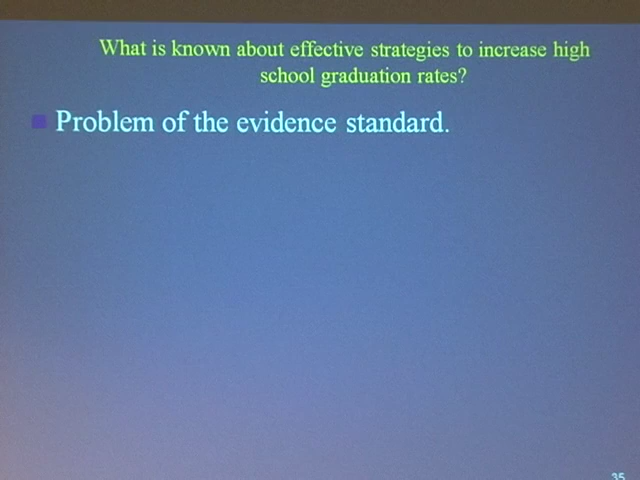 What is known about effective strategies to increase high
school graduation rates?
Problem of the evidence standard.
35